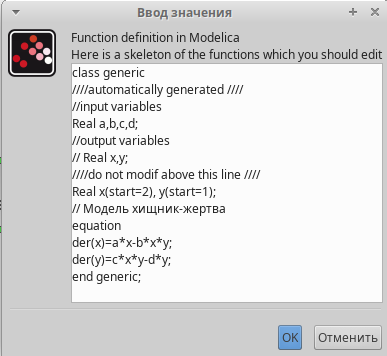 Ввод значения
Function definition in Modelica
Here is a skeleton of the functions which you should edit
class generic
////automatically generated ////
//input variables
Real a,b,c,d;
//output variables
// Real x,y;
////do not modif above this line ////
Real x(start=2), y(start=1);
// Модель хищник-жертва
equation
der(x)=a*x-b*x*y;
der(y)=c*x*y-d*y;
end generic;
OK
Отменить